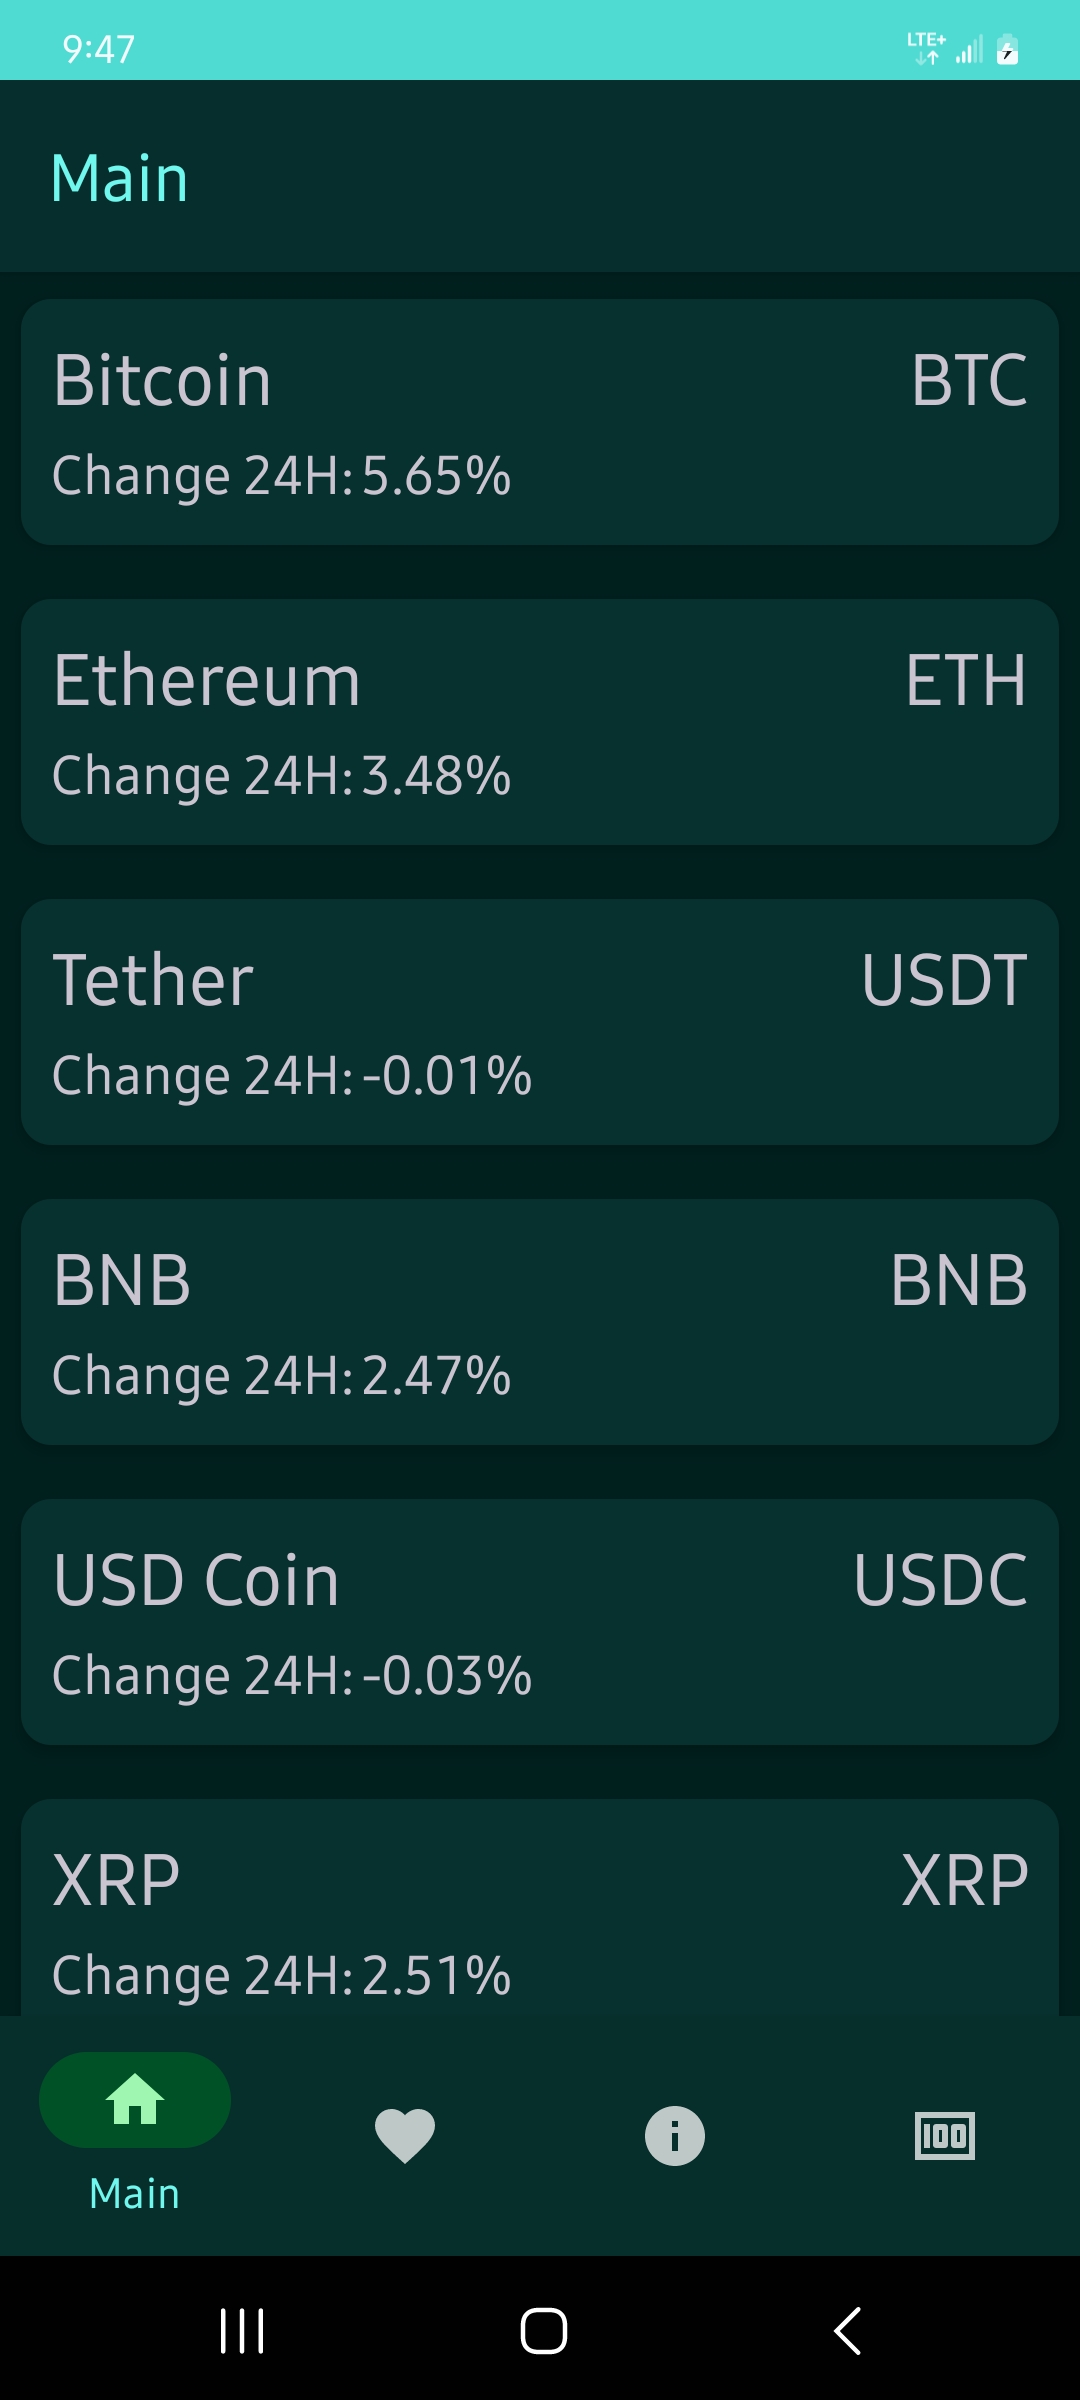 9:47
LTE+
Main
Bitcoin BTC
Change 24H: 5.65%
Ethereum ETH
Change 24H: 3.48%
Tether USDT
Change 24H: -0.01%
BNB BNB
Change 24H: 2.47%
USD Coin USDC
Change 24H: -0.03%
XRP XRP
Change 24H: 2.51%
100
Main